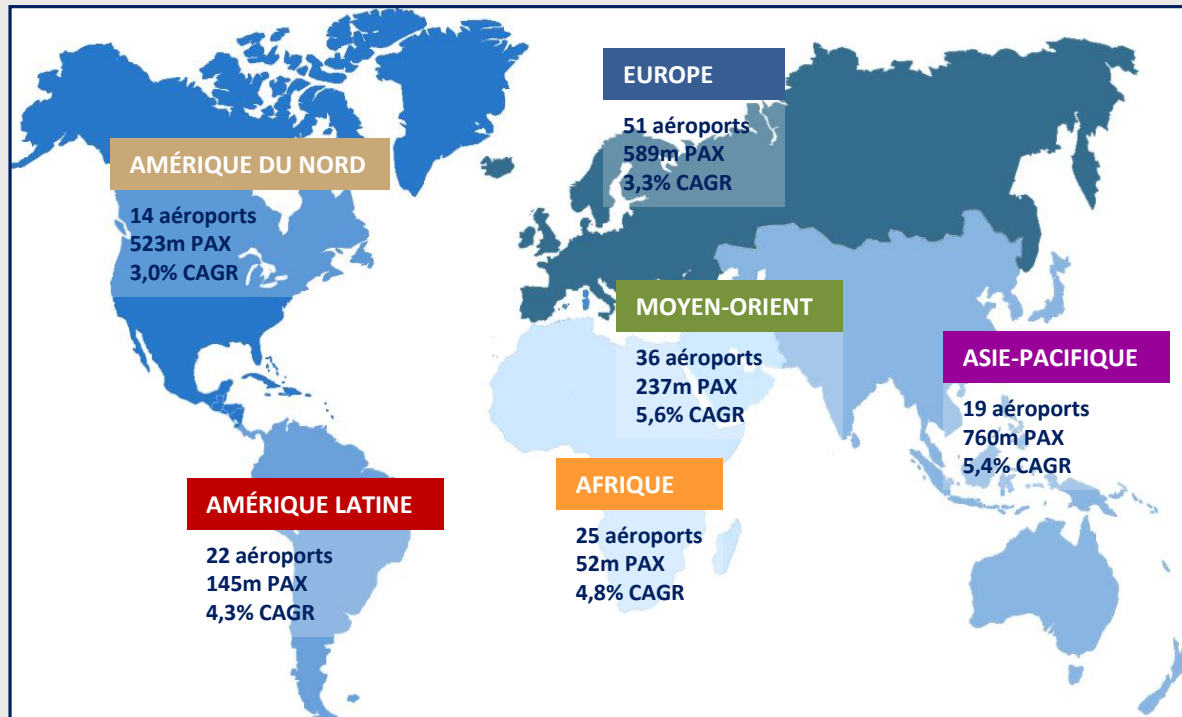 EUROPE
51 aéroports
589m PAX
3,3% CAGR
AMÉRIQUE DU NORD
14 aéroports
523m PAX
3,0% CAGR
MOYEN-ORIENT
36 aéroports
237m PAX
5,6% CAGR
ASIE-PACIFIQUE
19 aéroports
760m PAX
5,4% CAGR
AMÉRIQUE LATINE
22 aéroports
145m PAX
4,3% CAGR
AFRIQUE
25 aéroports
52m PAX
4,8% CAGR